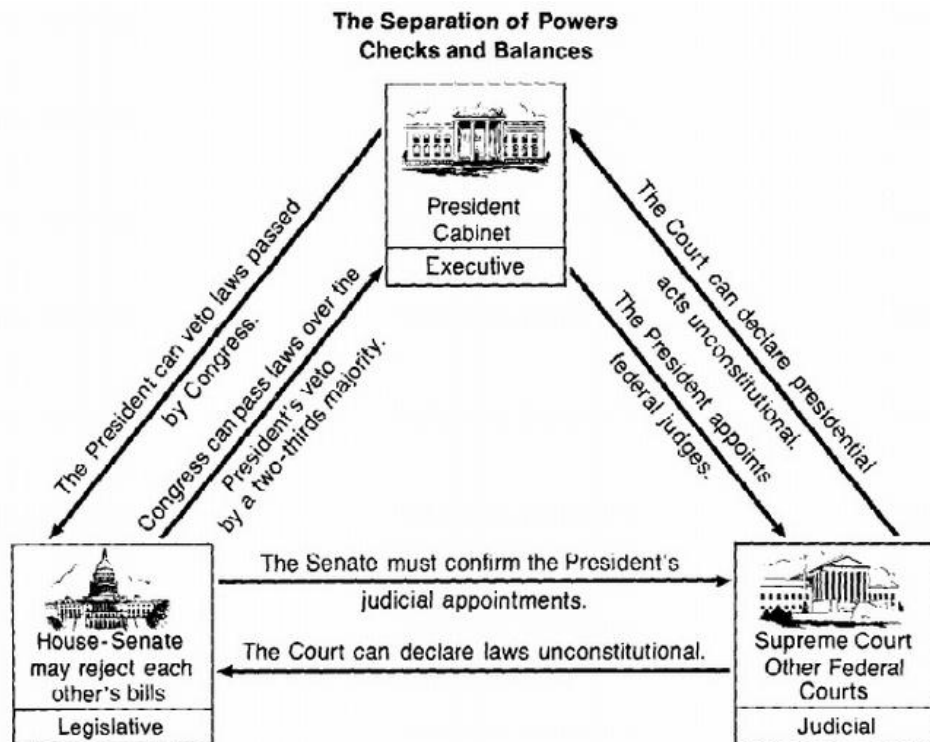 The Separation of Powers
Checks and Balances
President
Cabinet
Executive
The President can veto laws passed
by Congress.
Congress can pass laws over the
President's veto
by a two-thirds majority.
The Court can declare presidential
acts unconstitutional.
The President appoints
federal judges.
House-Senate
may reject each
other's bills
Legislative
The Senate must confirm the President's
judicial appointments.
The Court can declare laws unconstitutional.
Supreme Court
Other Federal
Courts
Judicial